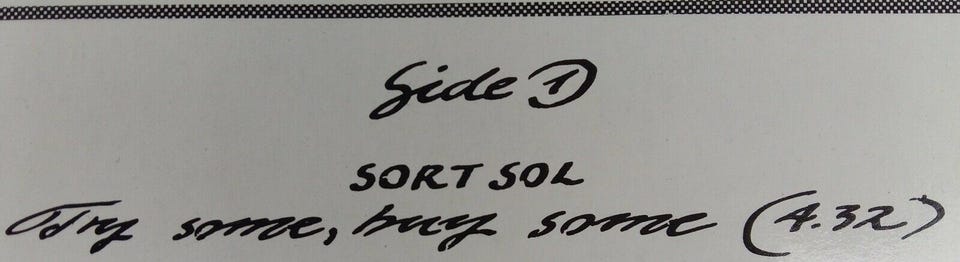 Side 1
SORT SOL
Try some, buy some (4.32)